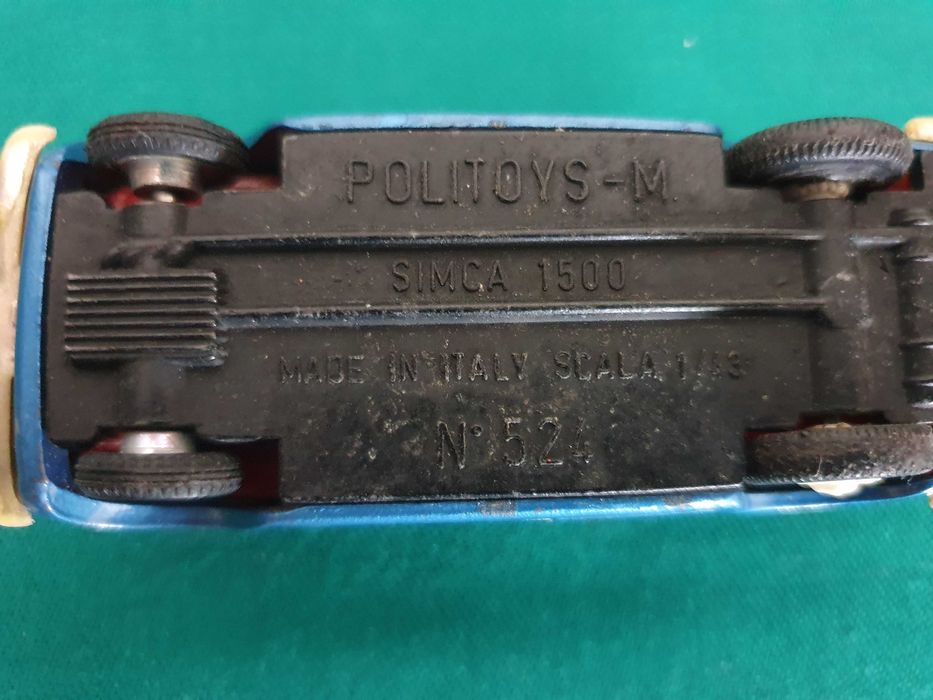 POLITOYS-M
SIMCA 1500
MADE IN ITALY SCALA 1/43
N° 524